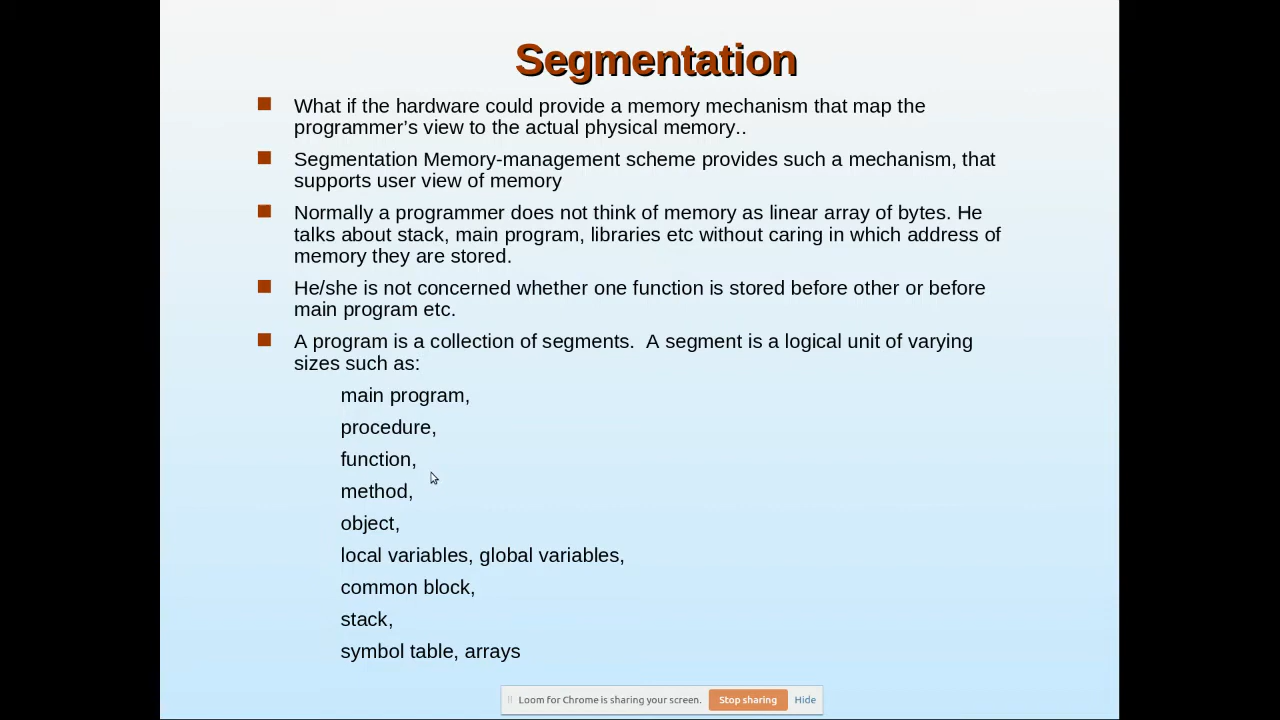 Segmentation
What if the hardware could provide a memory mechanism that map the
programmer's view to the actual physical memory..
Segmentation Memory-management scheme provides such a mechanism, that
supports user view of memory
Normally a programmer does not think of memory as linear array of bytes. He
talks about stack, main program, libraries etc without caring in which address of
memory they are stored.
He/she is not concerned whether one function is stored before other or before
main program etc.
A program is a collection of segments.  A segment is a logical unit of varying
sizes such as:
main program,
procedure,
function,
method,
object,
local variables, global variables,
common block,
stack,
symbol table, arrays
Loom for Chrome is sharing your screen. Stop sharing Hide